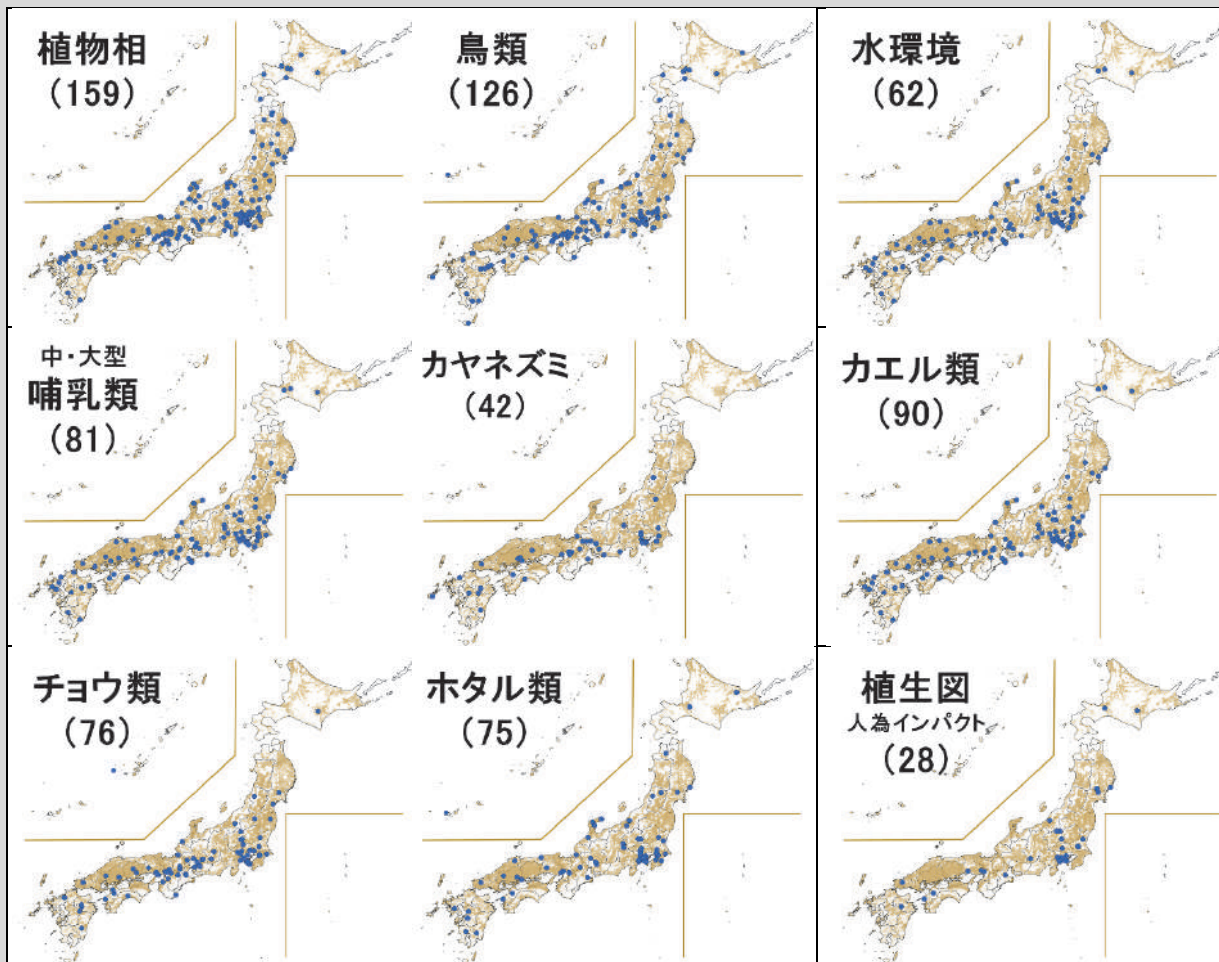 植物相
(159)
鳥類
(126)
水環境
(62)
中・大型
哺乳類
(81)
カヤネズミ
(42)
カエル類
(90)
チョウ類
(76)
ホタル類
(75)
植生図
人為インパクト
(28)